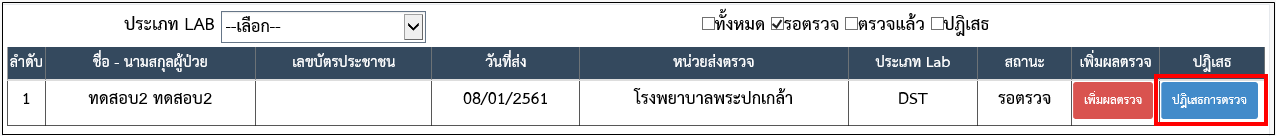 ประเภท LAB --เลือก-- ทั้งหมด รอตรวจ ตรวจแล้ว ปฎิเสธ
ลำดับ ชื่อ - นามสกุลผู้ป่วย เลขบัตรประชาชน วันที่ส่ง หน่วยส่งตรวจ ประเภท Lab สถานะ เพิ่มผลตรวจ ปฎิเสธ
1 ทดสอบ2 ทดสอบ2 08/01/2561 โรงพยาบาลพระปกเกล้า DST รอตรวจ เพิ่มผลตรวจ ปฎิเสธการตรวจ